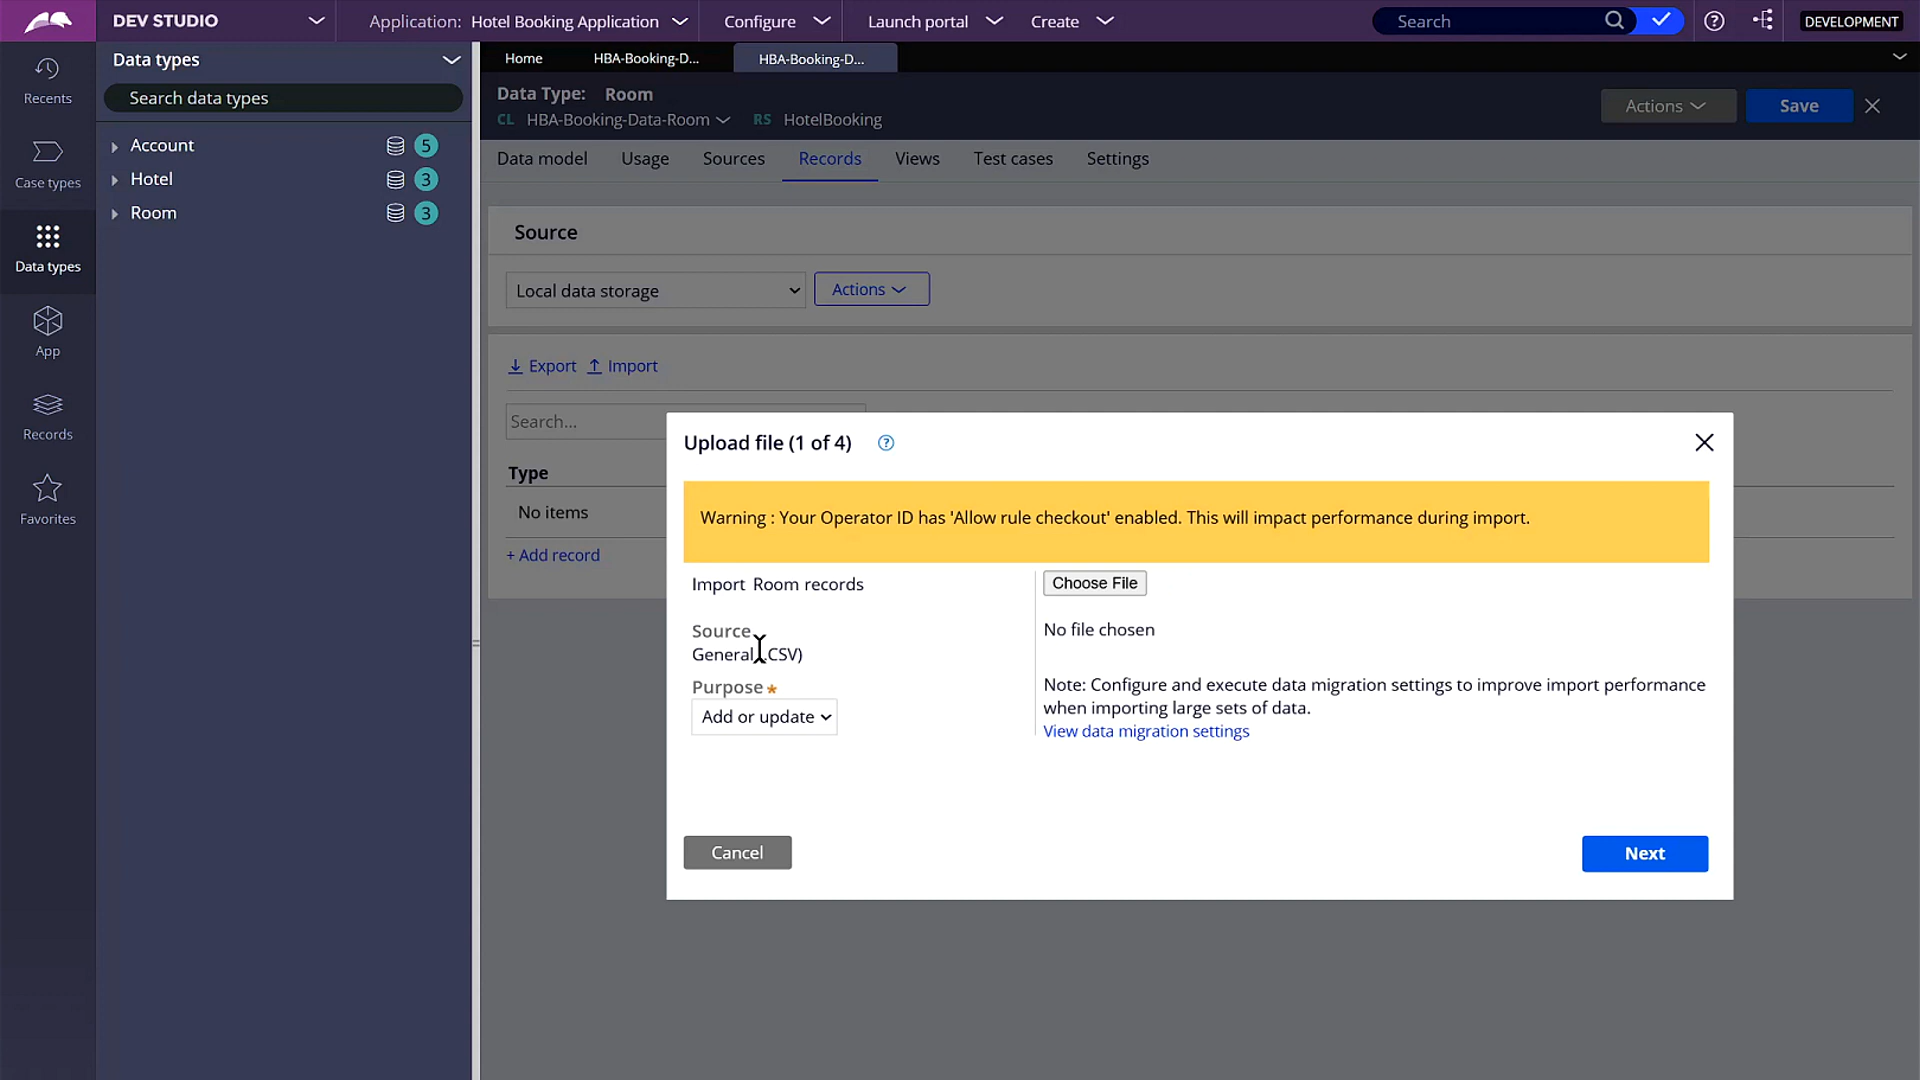 DEV STUDIO
Application: Hotel Booking Application
Configure
Launch portal
Create
Search
DEVELOPMENT
Recents
Case types
Data types
App
Records
Favorites
Data types
Search data types
Account 5
Hotel 3
Room 3
Home
HBA-Booking-D...
HBA-Booking-D...
Data Type: Room
CL HBA-Booking-Data-Room RS HotelBooking
Actions
Save
Data model
Usage
Sources
Records
Views
Test cases
Settings
Source
Local data storage
Actions
Export
Import
Search...
Type
No items
+ Add record
Upload file (1 of 4)
Warning : Your Operator ID has 'Allow rule checkout' enabled. This will impact performance during import.
Import Room records
Source
General (.CSV)
Purpose
Add or update
Choose File
No file chosen
Note: Configure and execute data migration settings to improve import performance
when importing large sets of data.
View data migration settings
Cancel
Next